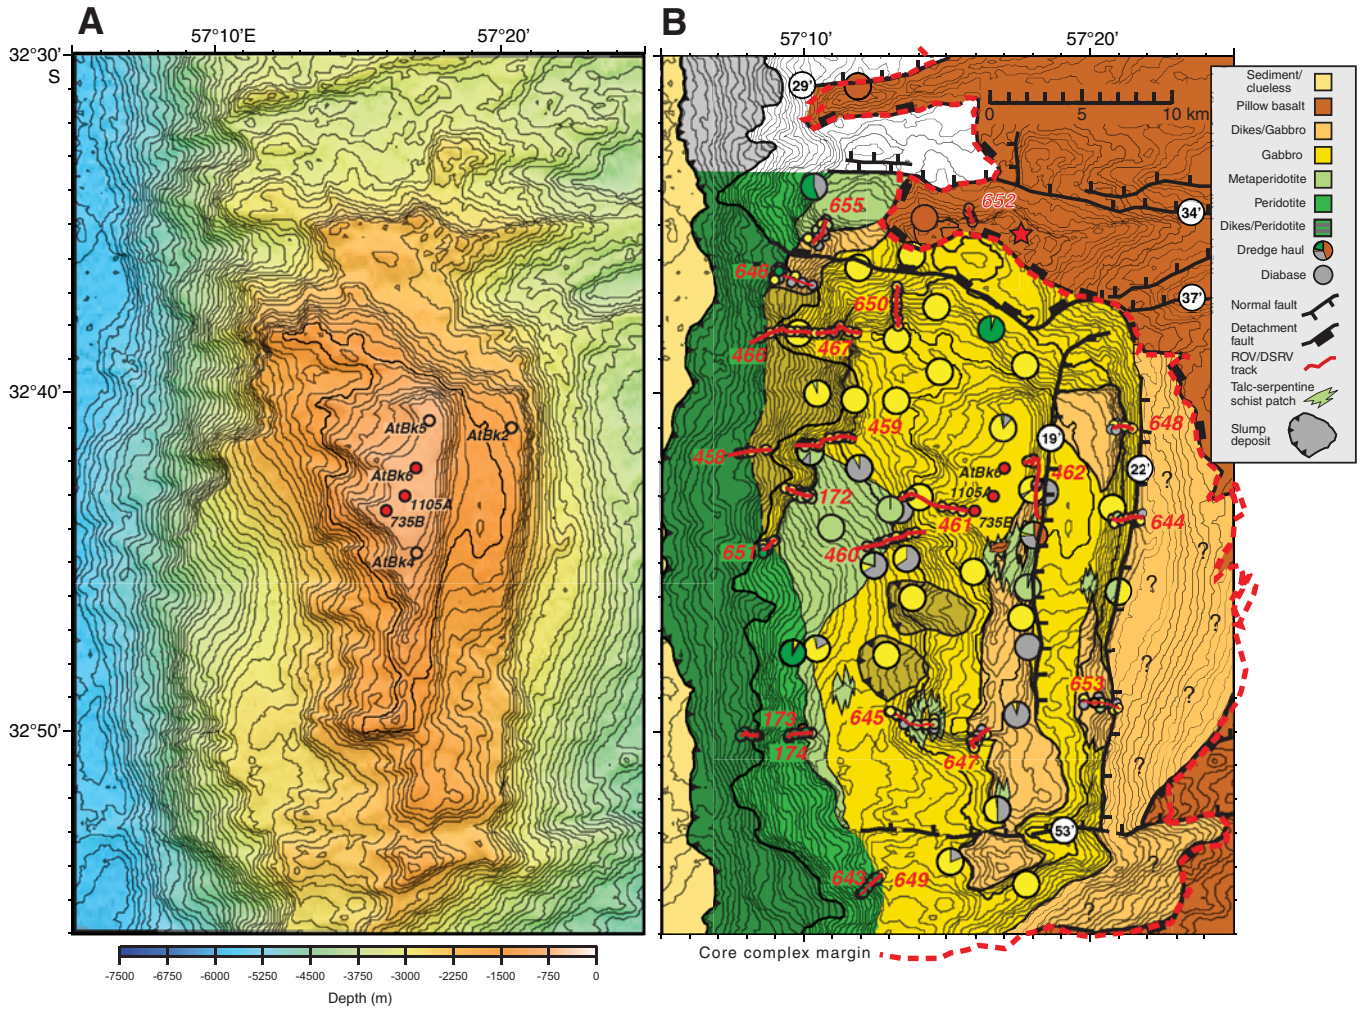 A
B
57°10'E
57°20'
57°10'
57°20'
32°30'
S
32°40'
32°50'
AtBk5
AtBk2
AtBk6
1105A
735B
AtBk4
-7500
-6750
-6000
-5250
-4500
-3750
-3000
-2250
-1500
-750
0
Depth (m)
29'
0
5
10 km
655
652
34'
646
650
37'
466
467
459
648
19'
458
AtBk6
462
22'
?
172
1105A
461
735B
644
651
460
?
?
?
653
?
173
645
174
647
?
53'
643
649
?
?
Core complex margin
Sediment/
clueless
Pillow basalt
Dikes/Gabbro
Gabbro
Metaperidotite
Peridotite
Dikes/Peridotite
Dredge haul
Diabase
Normal fault
Detachment
fault
ROV/DSRV
track
Talc-serpentine
schist patch
Slump
deposit